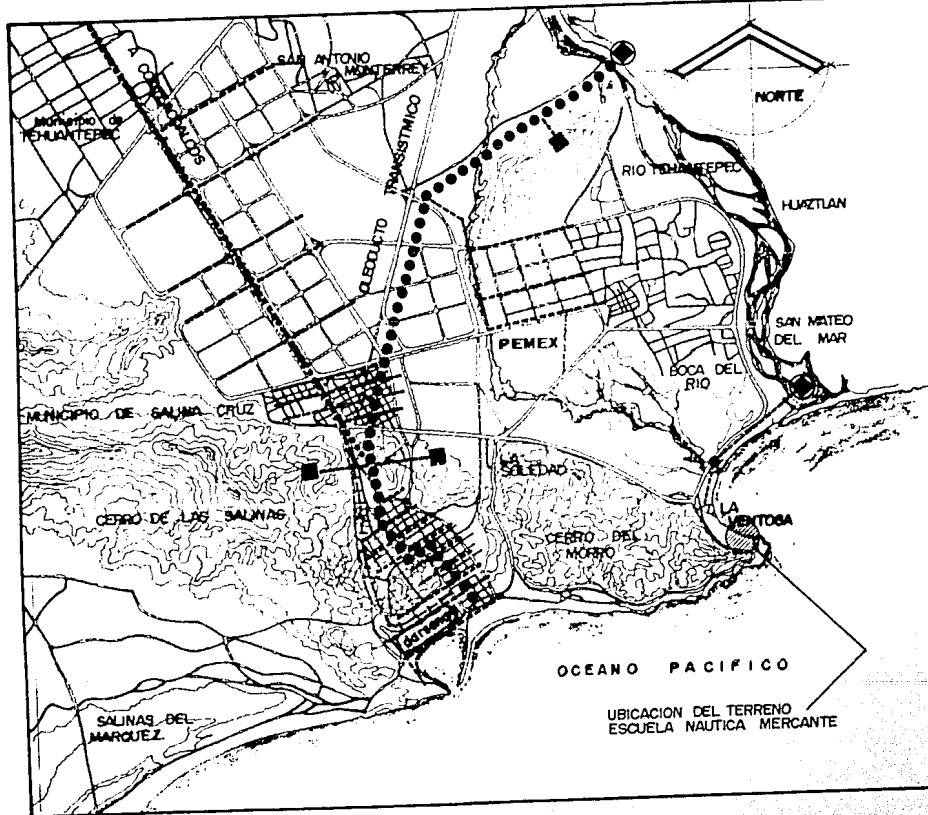 SAN ANTONIO
MONTERREY
NORTE
Municipio de
TEHUANTEPEC
A COATZACOALCOS
OLEODUCTO TRANSISTMICO
RIO TEHUANTEPEC
HUAZTLAN
SAN MATEO
DEL MAR
PEMEX
BOCA DEL
RIO
MUNICIPIO DE SALINA CRUZ
LA
SOLEDAD
CERRO DE LAS SALINAS
LA
VENTOSA
CERRO DEL
MORRO
darsena
OCEANO PACIFICO
SALINAS DEL
MARQUEZ
UBICACION DEL TERRENO
ESCUELA NAUTICA MERCANTE